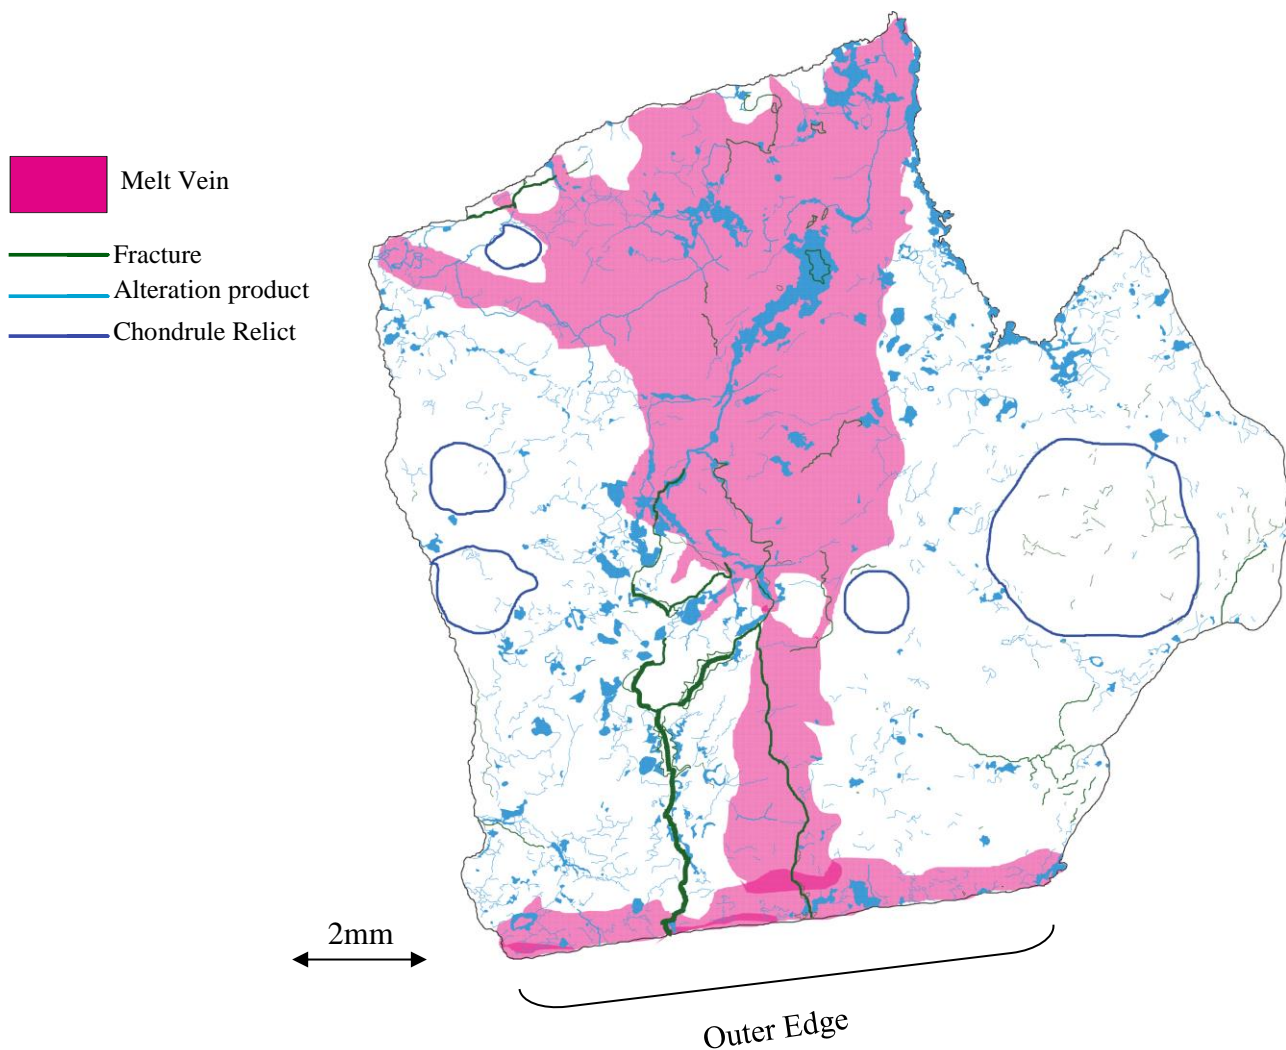 Melt Vein
Fracture
Alteration product
Chondrule Relict
2mm
Outer Edge